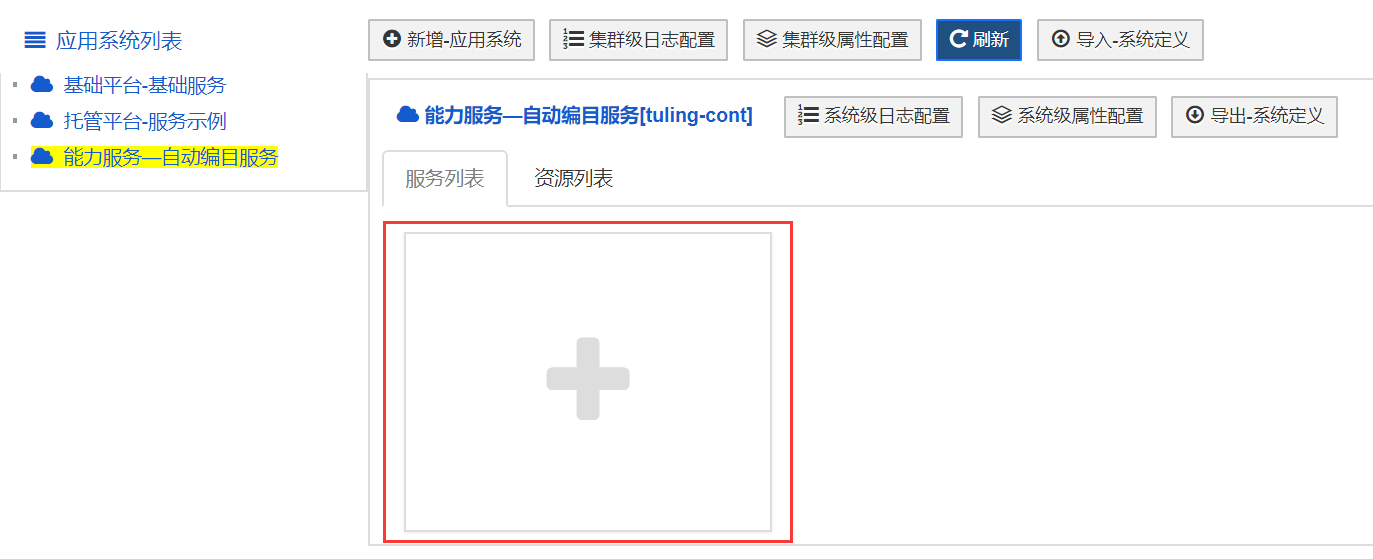 应用系统列表
新增-应用系统 集群级日志配置 集群级属性配置 刷新 导入-系统定义
基础平台-基础服务
托管平台-服务示例
能力服务—自动编目服务
能力服务—自动编目服务[tuling-cont] 系统级日志配置 系统级属性配置 导出-系统定义
服务列表 资源列表